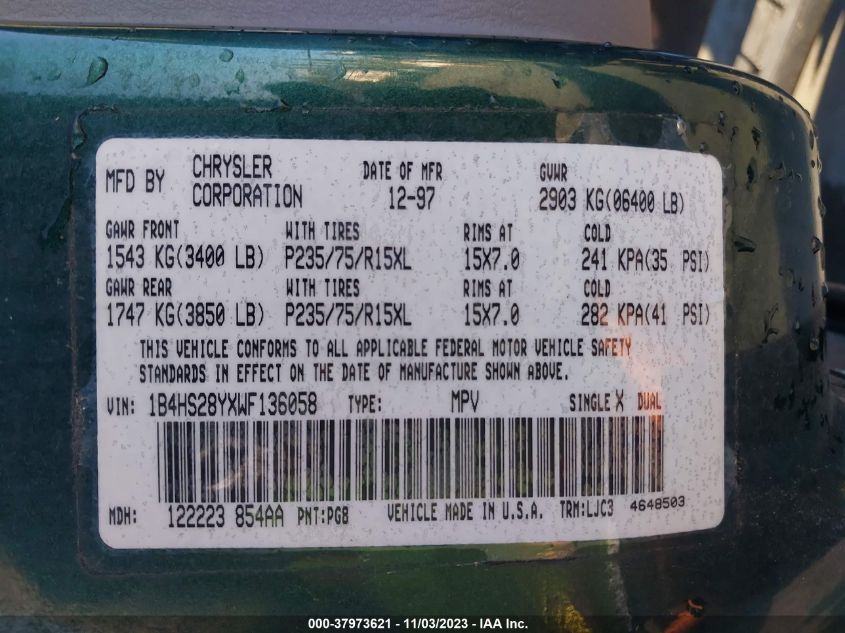 MFD BY CHRYSLER CORPORATION DATE OF MFR 12-97 GVWR 2903 KG(06400 LB)
GAWR FRONT WITH TIRES RIMS AT COLD
1543 KG(3400 LB) P235/75/R15XL 15X7.0 241 KPA(35 PSI)
GAWR REAR WITH TIRES RIMS AT COLD
1747 KG(3850 LB) P235/75/R15XL 15X7.0 282 KPA(41 PSI)
THIS VEHICLE CONFORMS TO ALL APPLICABLE FEDERAL MOTOR VEHICLE SAFETY
STANDARDS IN EFFECT ON THE DATE OF MANUFACTURE SHOWN ABOVE.
VIN: 1B4HS28YXWF136058 TYPE: MPV SINGLE X DUAL
MDH: 122223 854AA PNT:PG8 VEHICLE MADE IN U.S.A. TRM:LJC3 4648503
000-37973621 - 11/03/2023 - IAA Inc.